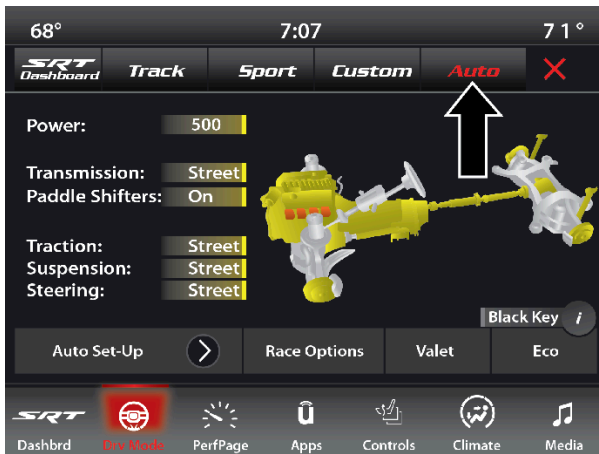 68° 7:07 71°
SRT Dashboard Track Sport Custom Auto X
Power: 500
Transmission: Street
Paddle Shifters: On
Traction: Street
Suspension: Street
Steering: Street
Black Key i
Auto Set-Up Race Options Valet Eco
SRT
Dashbrd Drv Mode PerfPage Apps Controls Climate Media